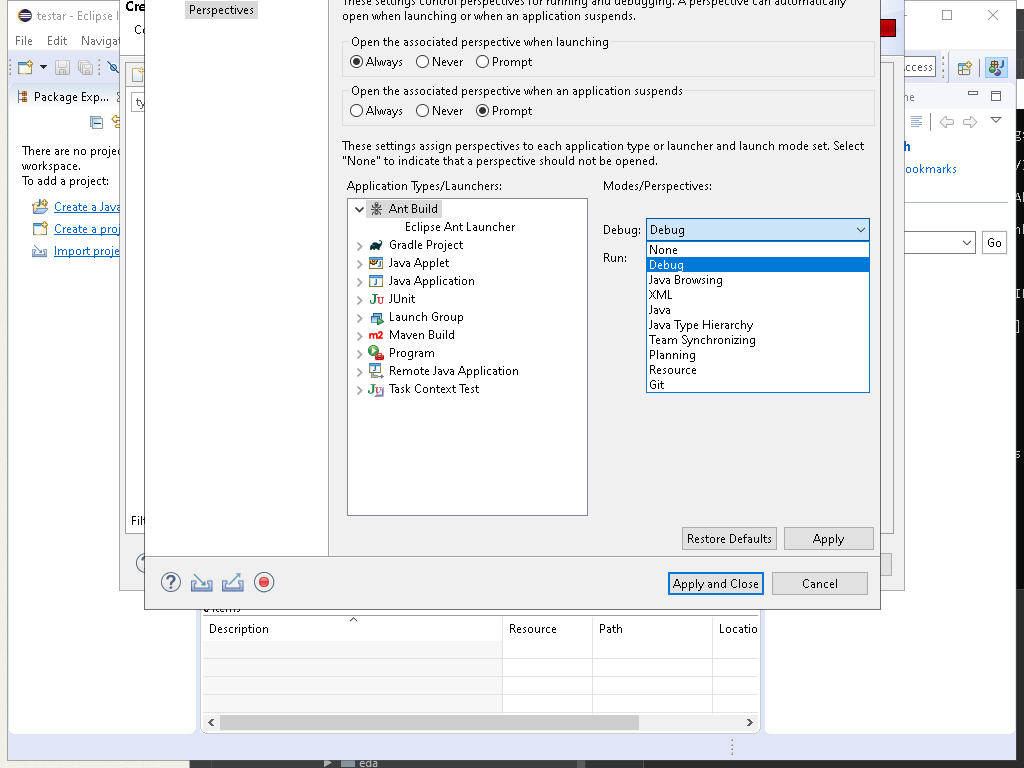 testar - Eclipse I
File Edit Naviga
Package Exp...
There are no proje
workspace.
To add a project:
Create a Java
Create a proj
Import proje
Cre
Perspectives
These settings control perspectives for running and debugging. A perspective can automatically
open when launching or when an application suspends.
Open the associated perspective when launching
Always Never Prompt
Open the associated perspective when an application suspends
Always Never Prompt
These settings assign perspectives to each application type or launcher and launch mode set. Select
"None" to indicate that a perspective should not be opened.
Application Types/Launchers:
Ant Build
Eclipse Ant Launcher
Gradle Project
Java Applet
Java Application
JUnit
Launch Group
Maven Build
Program
Remote Java Application
Task Context Test
Modes/Perspectives:
Debug: Debug
Run:
None
Debug
Java Browsing
XML
Java
Java Type Hierarchy
Team Synchronizing
Planning
Resource
Git
Restore Defaults Apply
Apply and Close Cancel
ccess
ookmarks
Go
Filt
Description Resource Path Locatio
eda